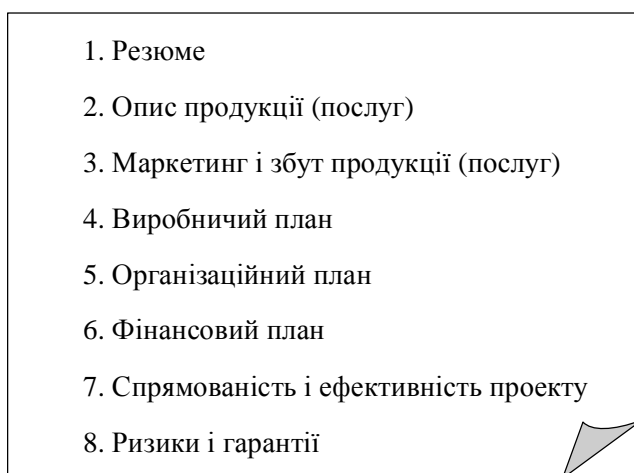 1. Резюме
2. Опис продукції (послуг)
3. Маркетинг і збут продукції (послуг)
4. Виробничий план
5. Організаційний план
6. Фінансовий план
7. Спрямованість і ефективність проекту
8. Ризики і гарантії